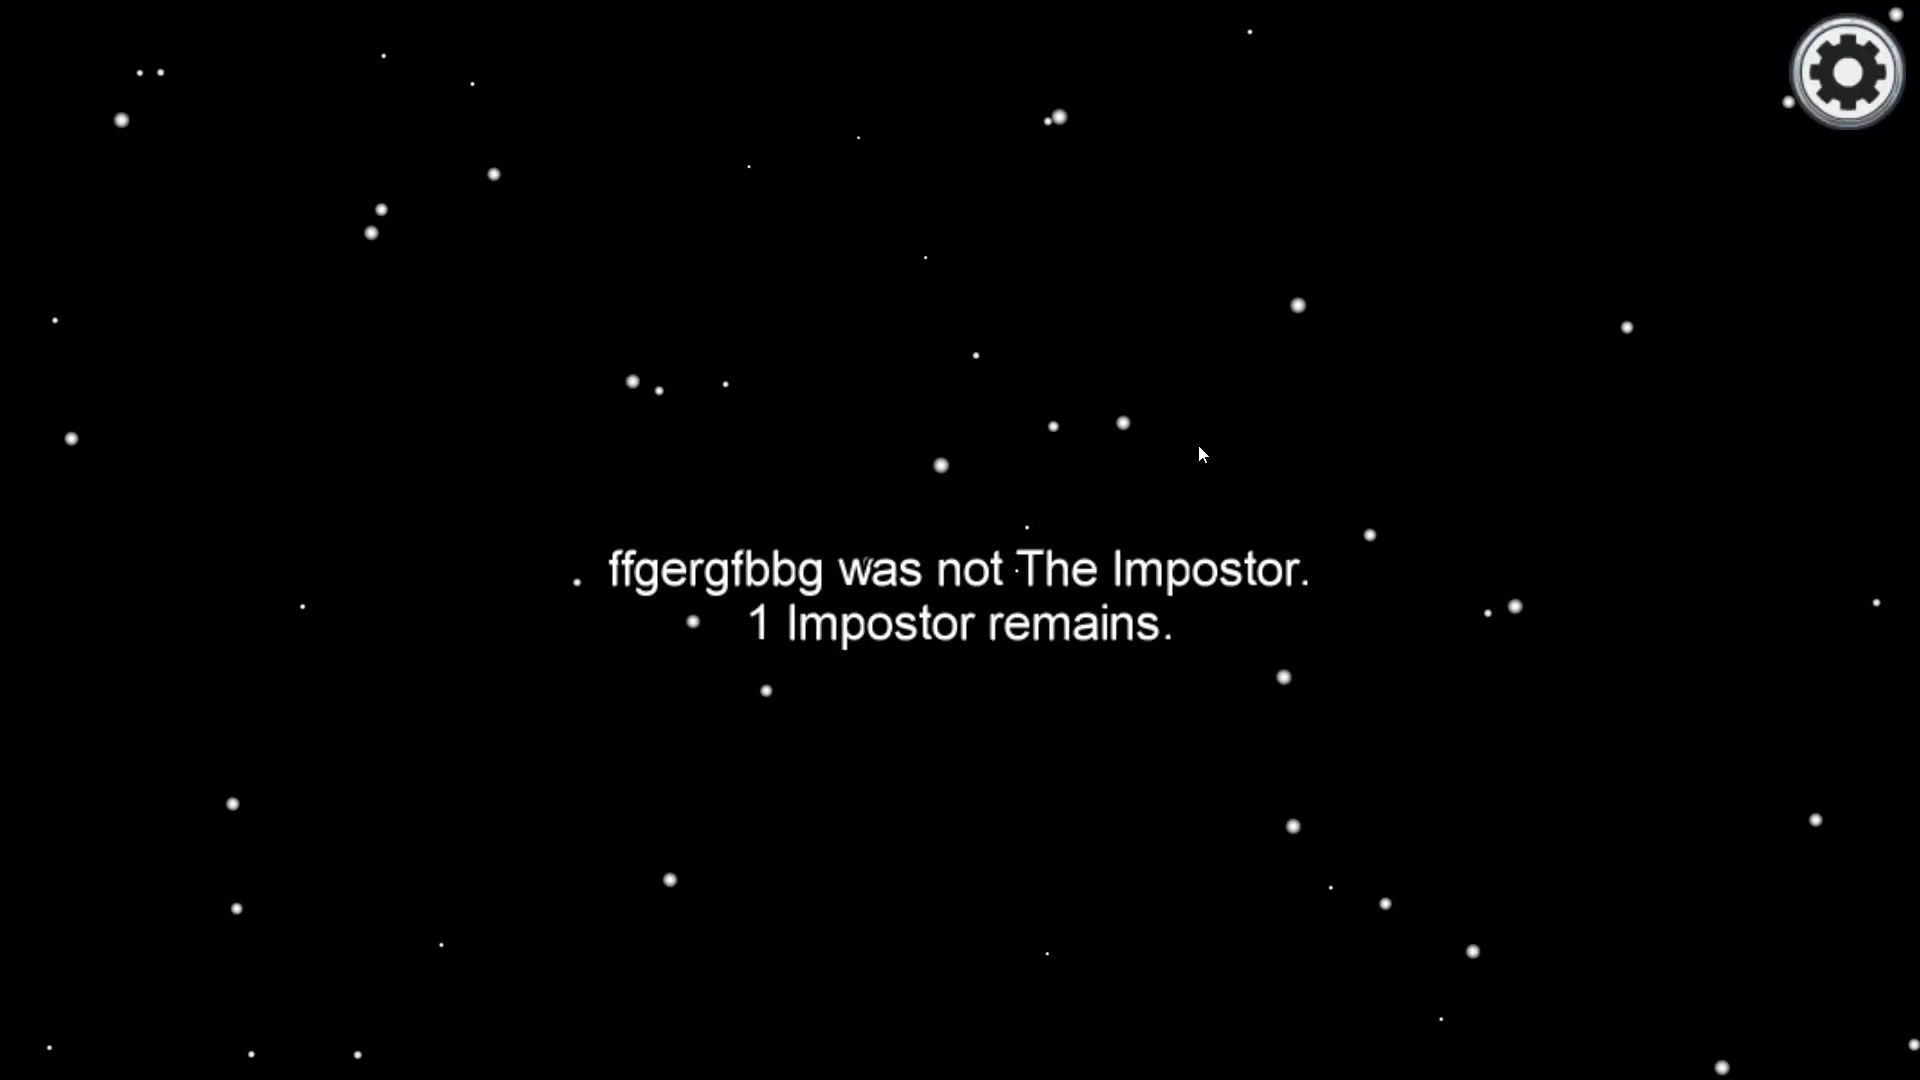 ffgergfbbg was not The Impostor.
1 Impostor remains.